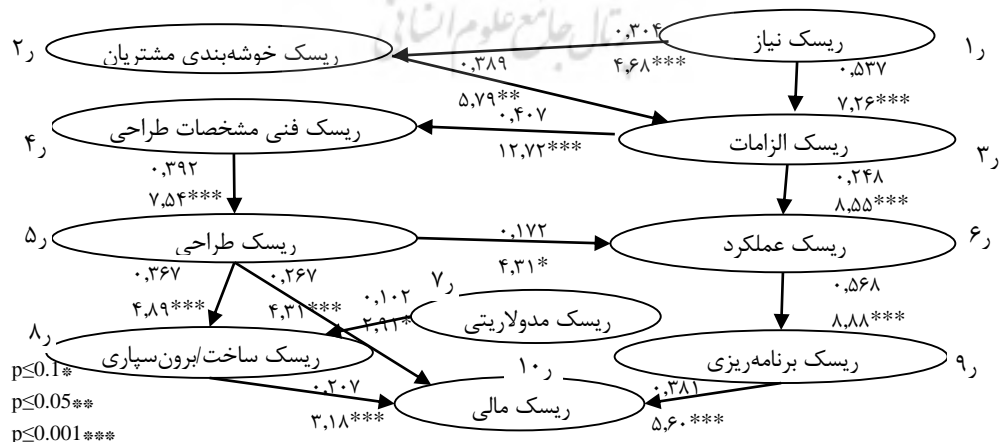 تال جامع علوم انسانی
۰,۳۰۴
ریسک نیاز
ر۱
ر۲
ریسک خوشه‌بندی مشتریان
۴,۶۸***
۰,۳۸۹
۰,۵۳۷
۵,۷۹**
۷,۲۶***
۰,۴۰۷
ریسک فنی مشخصات طراحی
ریسک الزامات
ر۴
۱۲,۷۲***
ر۳
۰,۳۹۲
۰,۲۴۸
۷,۵۴***
۸,۵۵***
ر۵
ریسک طراحی
۰,۱۷۲
ریسک عملکرد
ر۶
۴,۳۱*
۰,۳۶۷
۰,۲۶۷
ر۷
۰,۵۶۸
۴,۸۹***
۴,۳۱***
۰,۱۰۲
۲,۹۱*
ریسک مدولاریتی
۸,۸۸***
ر۸
ریسک ساخت/برون‌سپاری
ر۱۰
ریسک برنامه‌ریزی
ر۹
p≤0.1*
۰,۲۰۷
ریسک مالی
۰,۳۸۱
p≤0.05**
۳,۱۸***
۵,۶۰***
p≤0.001***